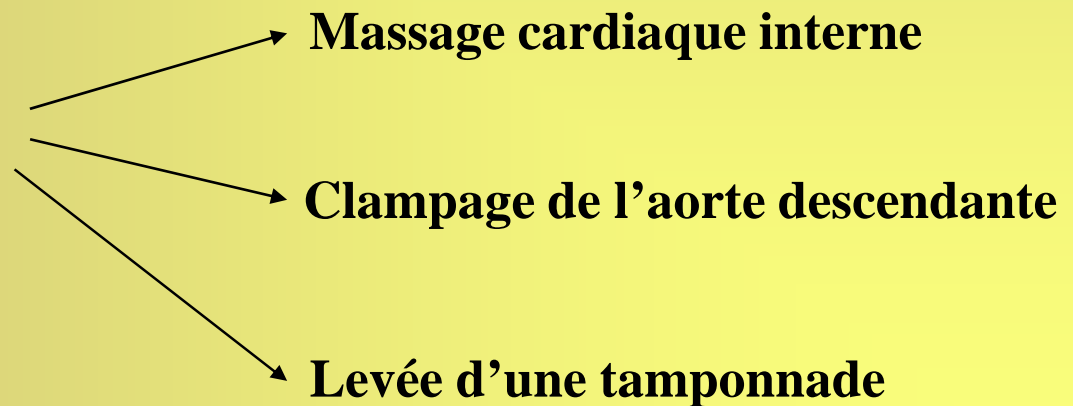 Massage cardiaque interne
Clampage de l’aorte descendante
Levée d’une tamponnade